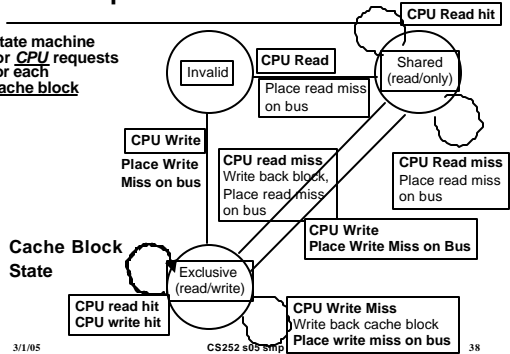 CPU Read hit
tate machine
or CPU requests
or each
ache block
Invalid
CPU Read
Place read miss
on bus
Shared
(read/only)
CPU Write
Place Write
Miss on bus
CPU read miss
Write back block,
Place read miss
on bus
CPU Read miss
Place read miss
on bus
CPU Write
Place Write Miss on Bus
Cache Block
State
Exclusive
(read/write)
CPU read hit
CPU write hit
CPU Write Miss
Write back cache block
Place write miss on bus
3/1/05
CS252 s05 smp
38